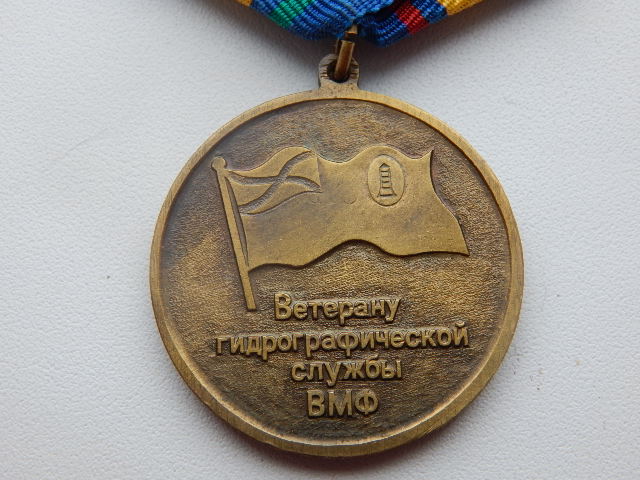 Ветерану
гидрографической
службы
ВМФ